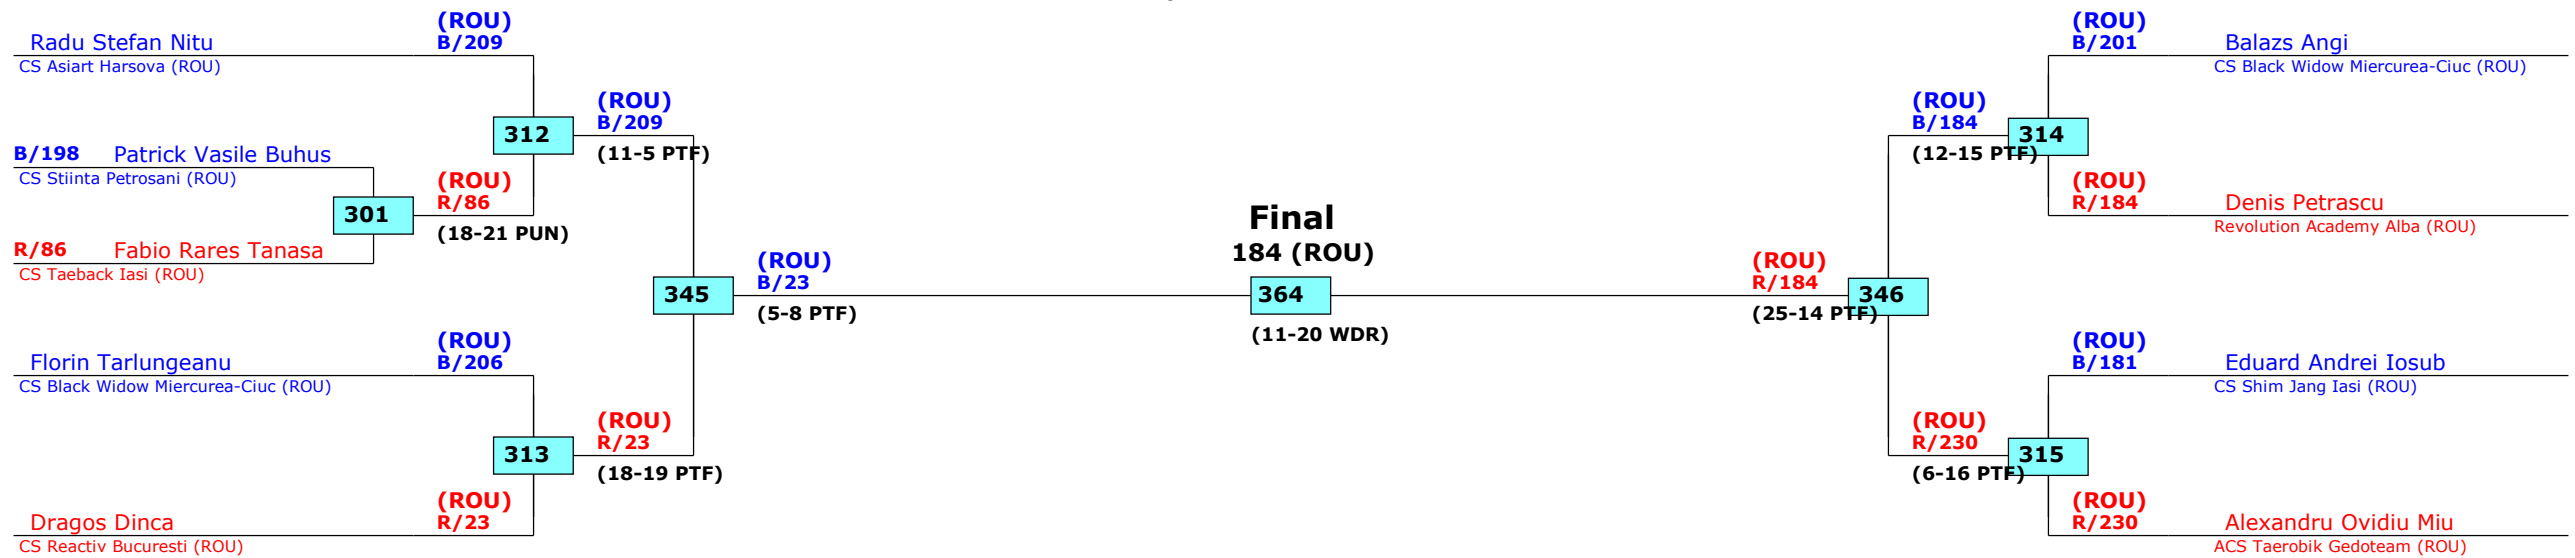 (ROU)
Radu Stefan Nitu B/209
CS Asiart Harsova (ROU)
(ROU)
312 B/209
(11-5 PTF)
B/198 Patrick Vasile Buhus
CS Stiinta Petrosani (ROU)
(ROU)
301 R/86
(18-21 PUN)
R/86 Fabio Rares Tanasa
CS Taeback Iasi (ROU)
(ROU)
345 B/23
(5-8 PTF)
(ROU)
Florin Tarlungeanu B/206
CS Black Widow Miercurea-Ciuc (ROU)
(ROU)
313 R/23
(18-19 PTF)
(ROU)
Dragos Dinca R/23
CS Reactiv Bucuresti (ROU)
Final
184 (ROU)
364
(11-20 WDR)
(ROU)
B/201 Balazs Angi
CS Black Widow Miercurea-Ciuc (ROU)
(ROU)
B/184 314
(12-15 PTF)
(ROU)
R/184 Denis Petrascu
Revolution Academy Alba (ROU)
(ROU)
R/184 346
(25-14 PTF)
(ROU)
B/181 Eduard Andrei Iosub
CS Shim Jang Iasi (ROU)
(ROU)
R/230 315
(6-16 PTF)
(ROU)
R/230 Alexandru Ovidiu Miu
ACS Taerobik Gedoteam (ROU)